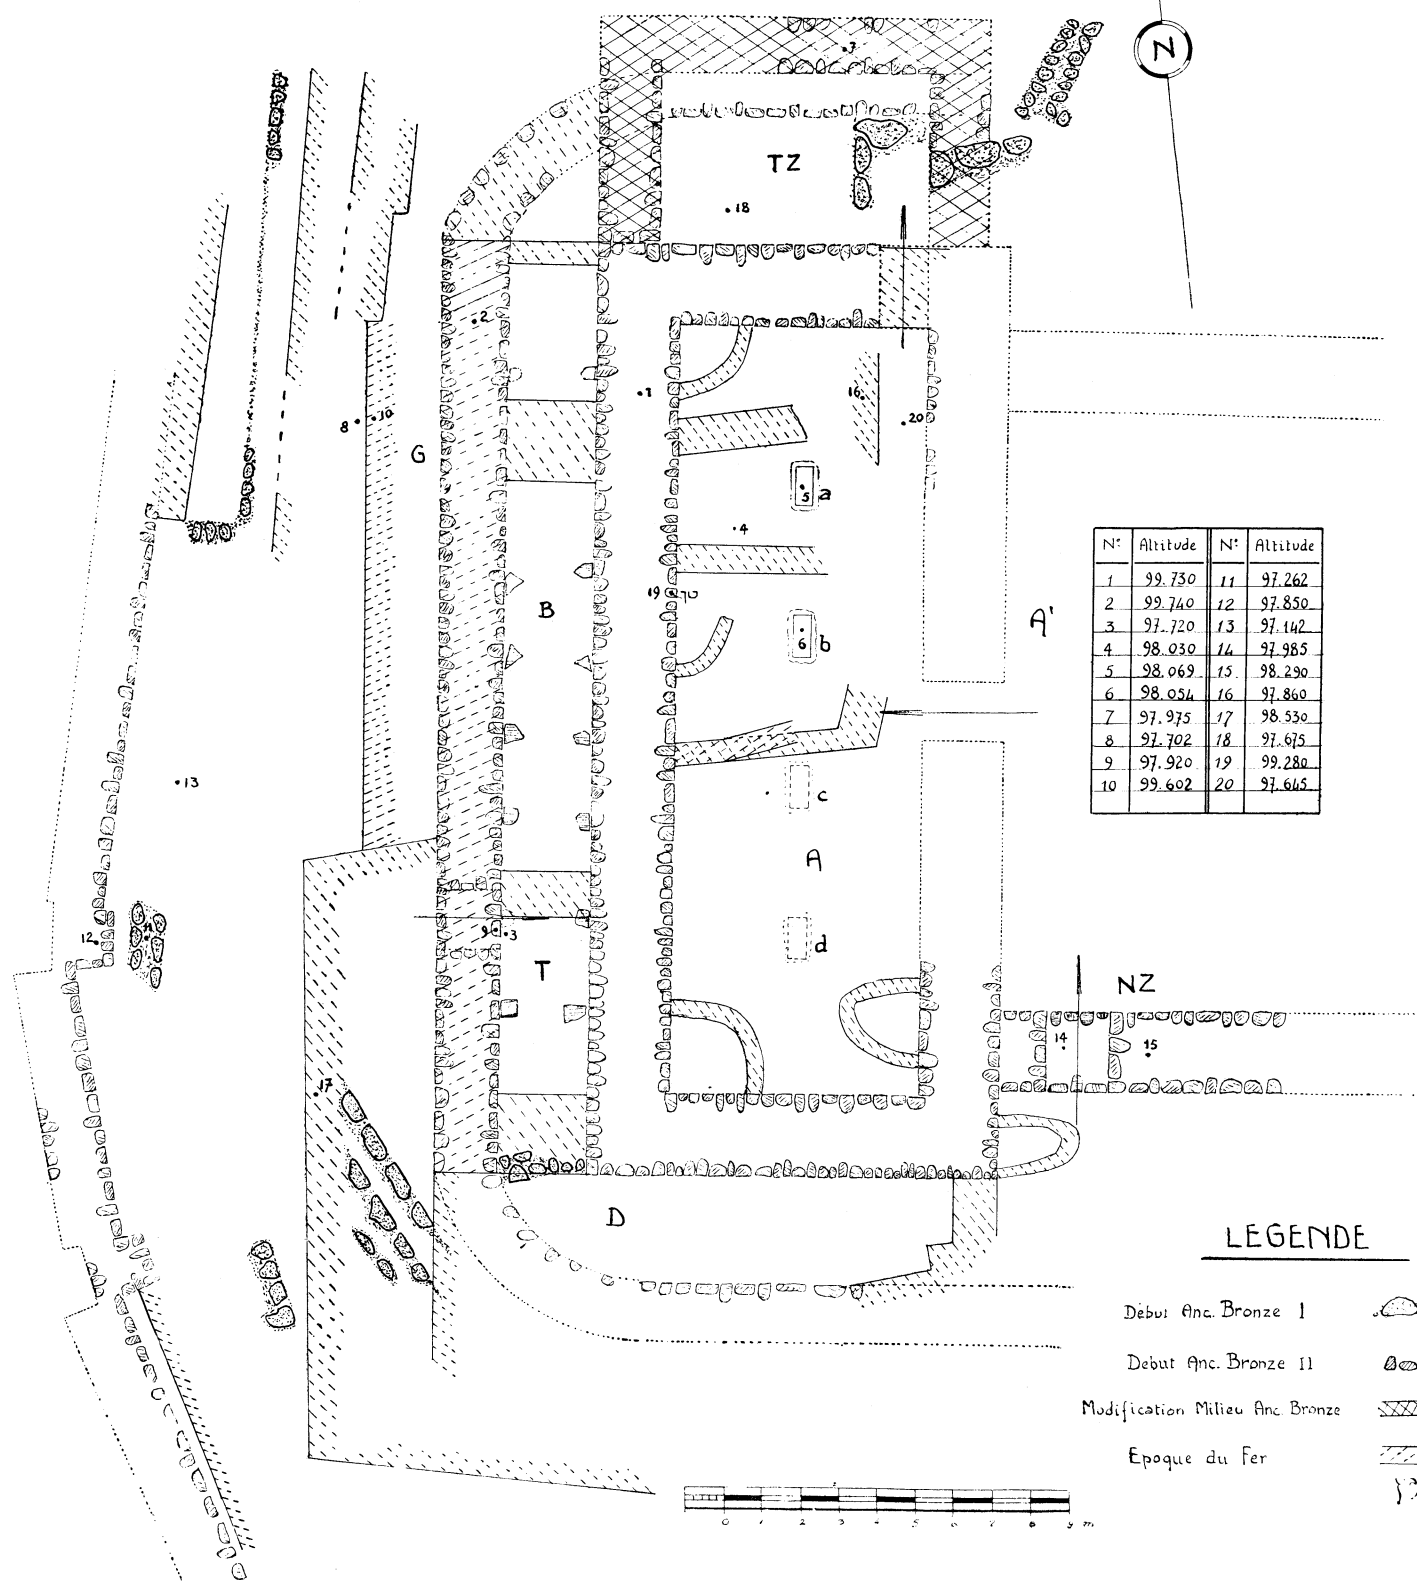 N
7
TZ
18
2
1
16
20
8
10
G
5
a
4
N° Altitude N° Altitude
1 99.730 11 97.262
2 99.740 12 97.850
3 97.720 13 97.142
4 98.030 14 97.985
5 98.069 15 98.290
6 98.054 16 97.860
7 97.975 17 98.530
8 97.702 18 97.675
9 97.920 19 99.280
10 99.602 20 97.645
19
B
A'
6
b
13
c
A
11
12
9
3
d
T
NZ
14
15
17
D
LEGENDE
Debut Anc. Bronze I
Debut Anc. Bronze II
Modification Milieu Anc. Bronze
Epoque du Fer
0 1 2 3 4 5 6 7 8 9 m